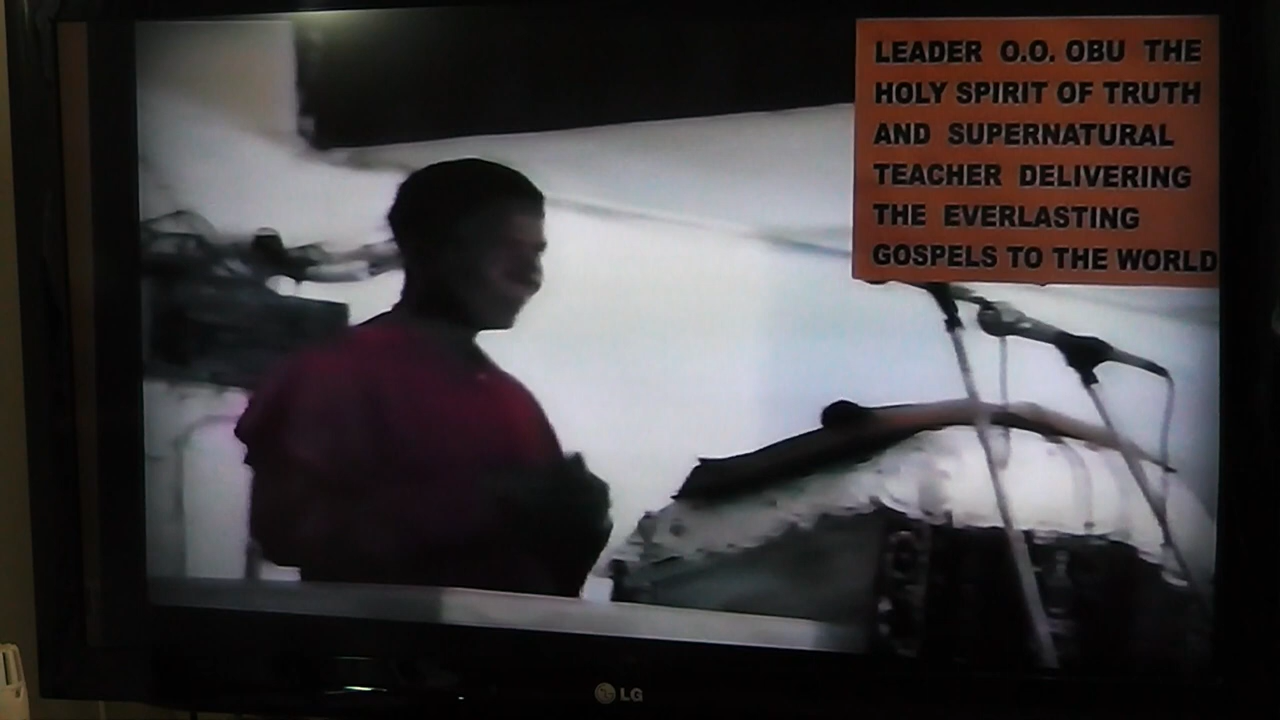 LEADER O.O. OBU THE
HOLY SPIRIT OF TRUTH
AND SUPERNATURAL
TEACHER DELIVERING
THE EVERLASTING
GOSPELS TO THE WORLD
LG